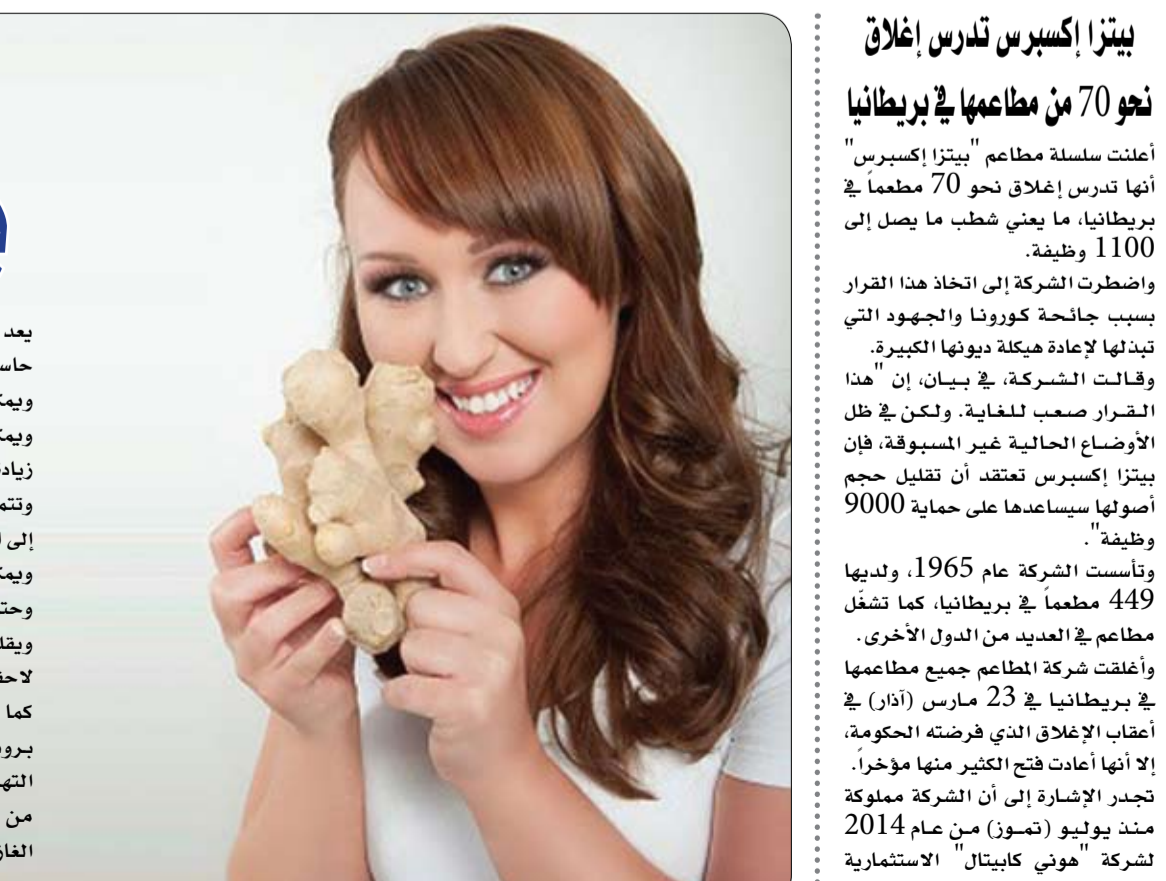 بيتزا إكسبرس تدرس إغلاق
نحو 70 من مطاعمها في بريطانيا
أعلنت سلسلة مطاعم "بيتزا إكسبرس"
أنها تدرس إغلاق نحو 70 مطعماً في
بريطانيا، ما يعني شطب ما يصل إلى
1100 وظيفة.
واضطرت الشركة إلى اتخاذ هذا القرار
بسبب جائحة كورونا والجهود التي
تبذلها لإعادة هيكلة ديونها الكبيرة.
وقالت الشركة، في بيان، إن "هذا
القرار صعب للغاية. ولكن في ظل
الأوضاع الحالية غير المسبوقة، فإن
بيتزا إكسبرس تعتقد أن تقليل حجم
أصولها سيساعدها على حماية 9000
وظيفة".
وتأسست الشركة عام 1965، ولديها
449 مطعماً في بريطانيا، كما تشغّل
مطاعم في العديد من الدول الأخرى.
وأغلقت شركة المطاعم جميع مطاعمها
في بريطانيا في 23 مارس (آذار) في
أعقاب الإغلاق الذي فرضته الحكومة،
إلا أنها أعادت فتح الكثير منها مؤخراً.
تجدر الإشارة إلى أن الشركة مملوكة
منذ يوليو (تموز) من عام 2014
لشركة "هوني كابيتال" الاستثمارية
يعد
حاس
ويمك
ويمك
زياد
وتتم
إلى ا
ويمك
وحت
ويقل
لاحة
كما
برو
الته
من
الغاز